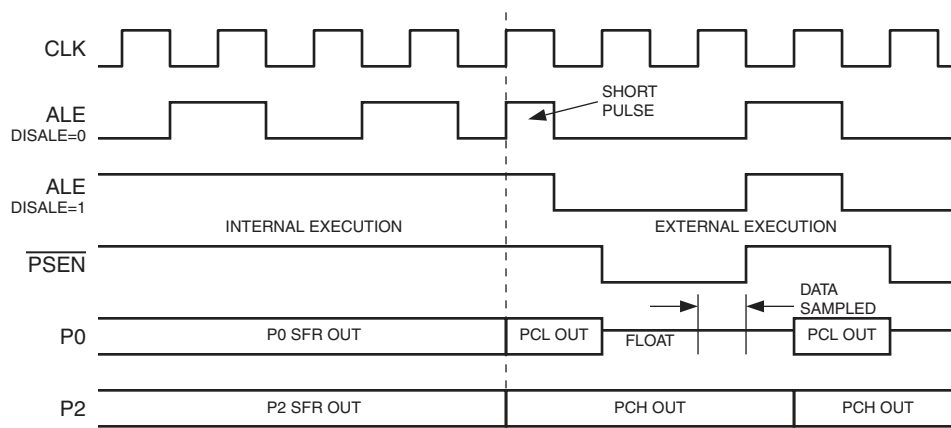 CLK
ALE
DISALE=0
SHORT
PULSE
ALE
DISALE=1
INTERNAL EXECUTION
EXTERNAL EXECUTION
PSEN
DATA
SAMPLED
P0
P0 SFR OUT
PCL OUT
FLOAT
PCL OUT
P2
P2 SFR OUT
PCH OUT
PCH OUT